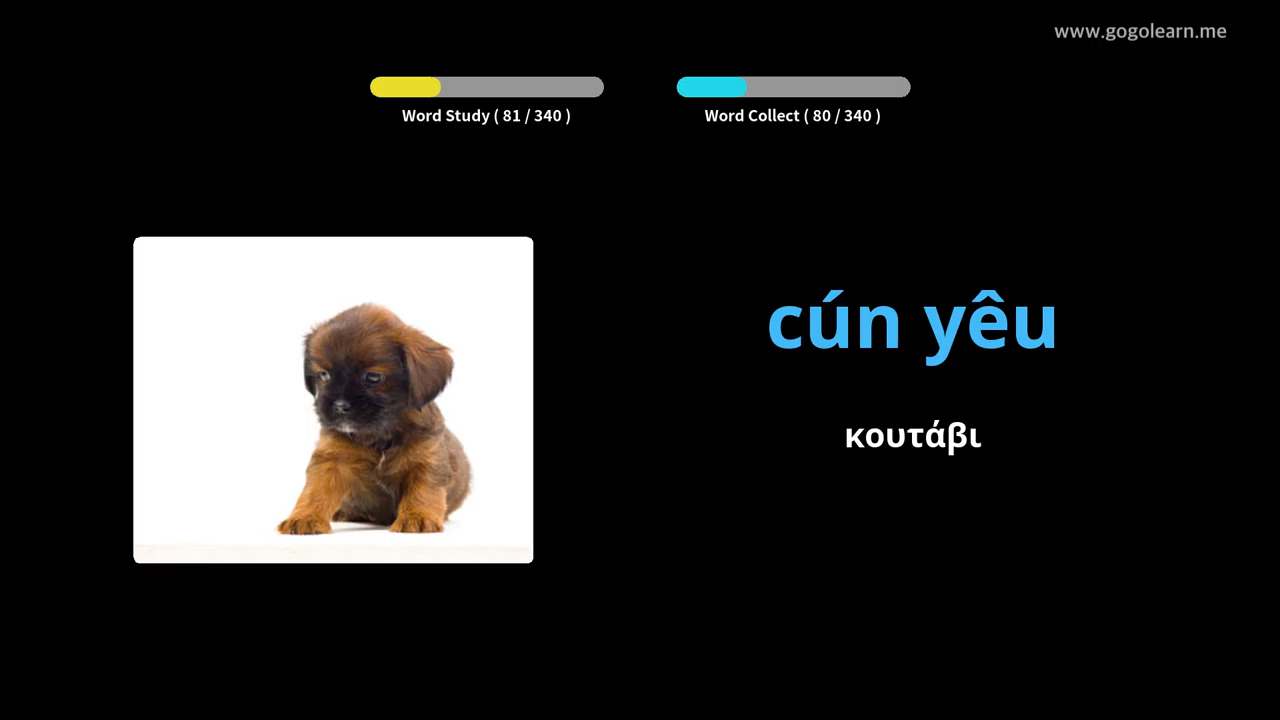 www.gogolearn.me
Word Study ( 81 / 340 )
Word Collect ( 80 / 340 )
cún yêu
κουτάβι